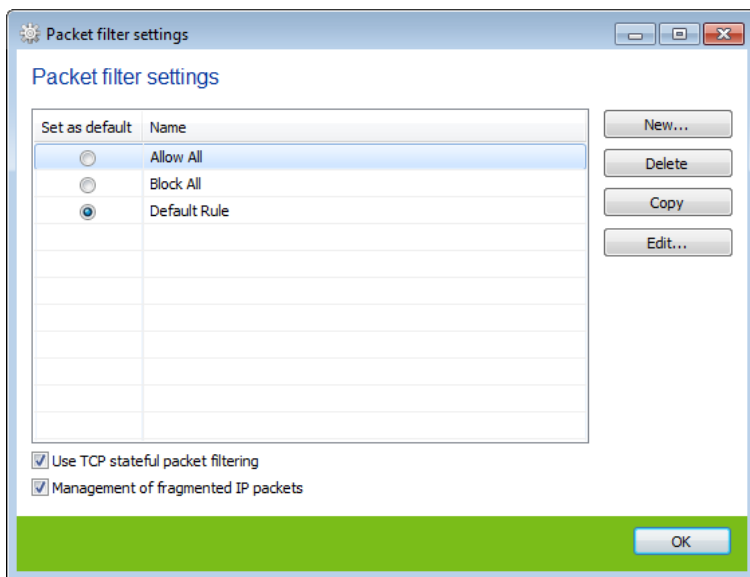 Packet filter settings
Packet filter settings
Set as default Name
Allow All
Block All
Default Rule
New...
Delete
Copy
Edit...
Use TCP stateful packet filtering
Management of fragmented IP packets
OK